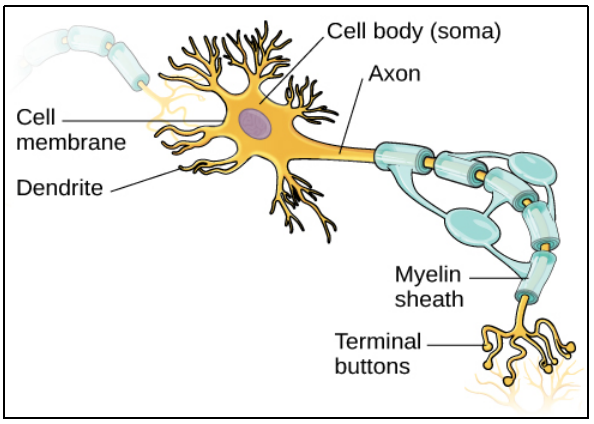 Cell body (soma)
Axon
Cell
membrane
Dendrite
Myelin
sheath
Terminal
buttons